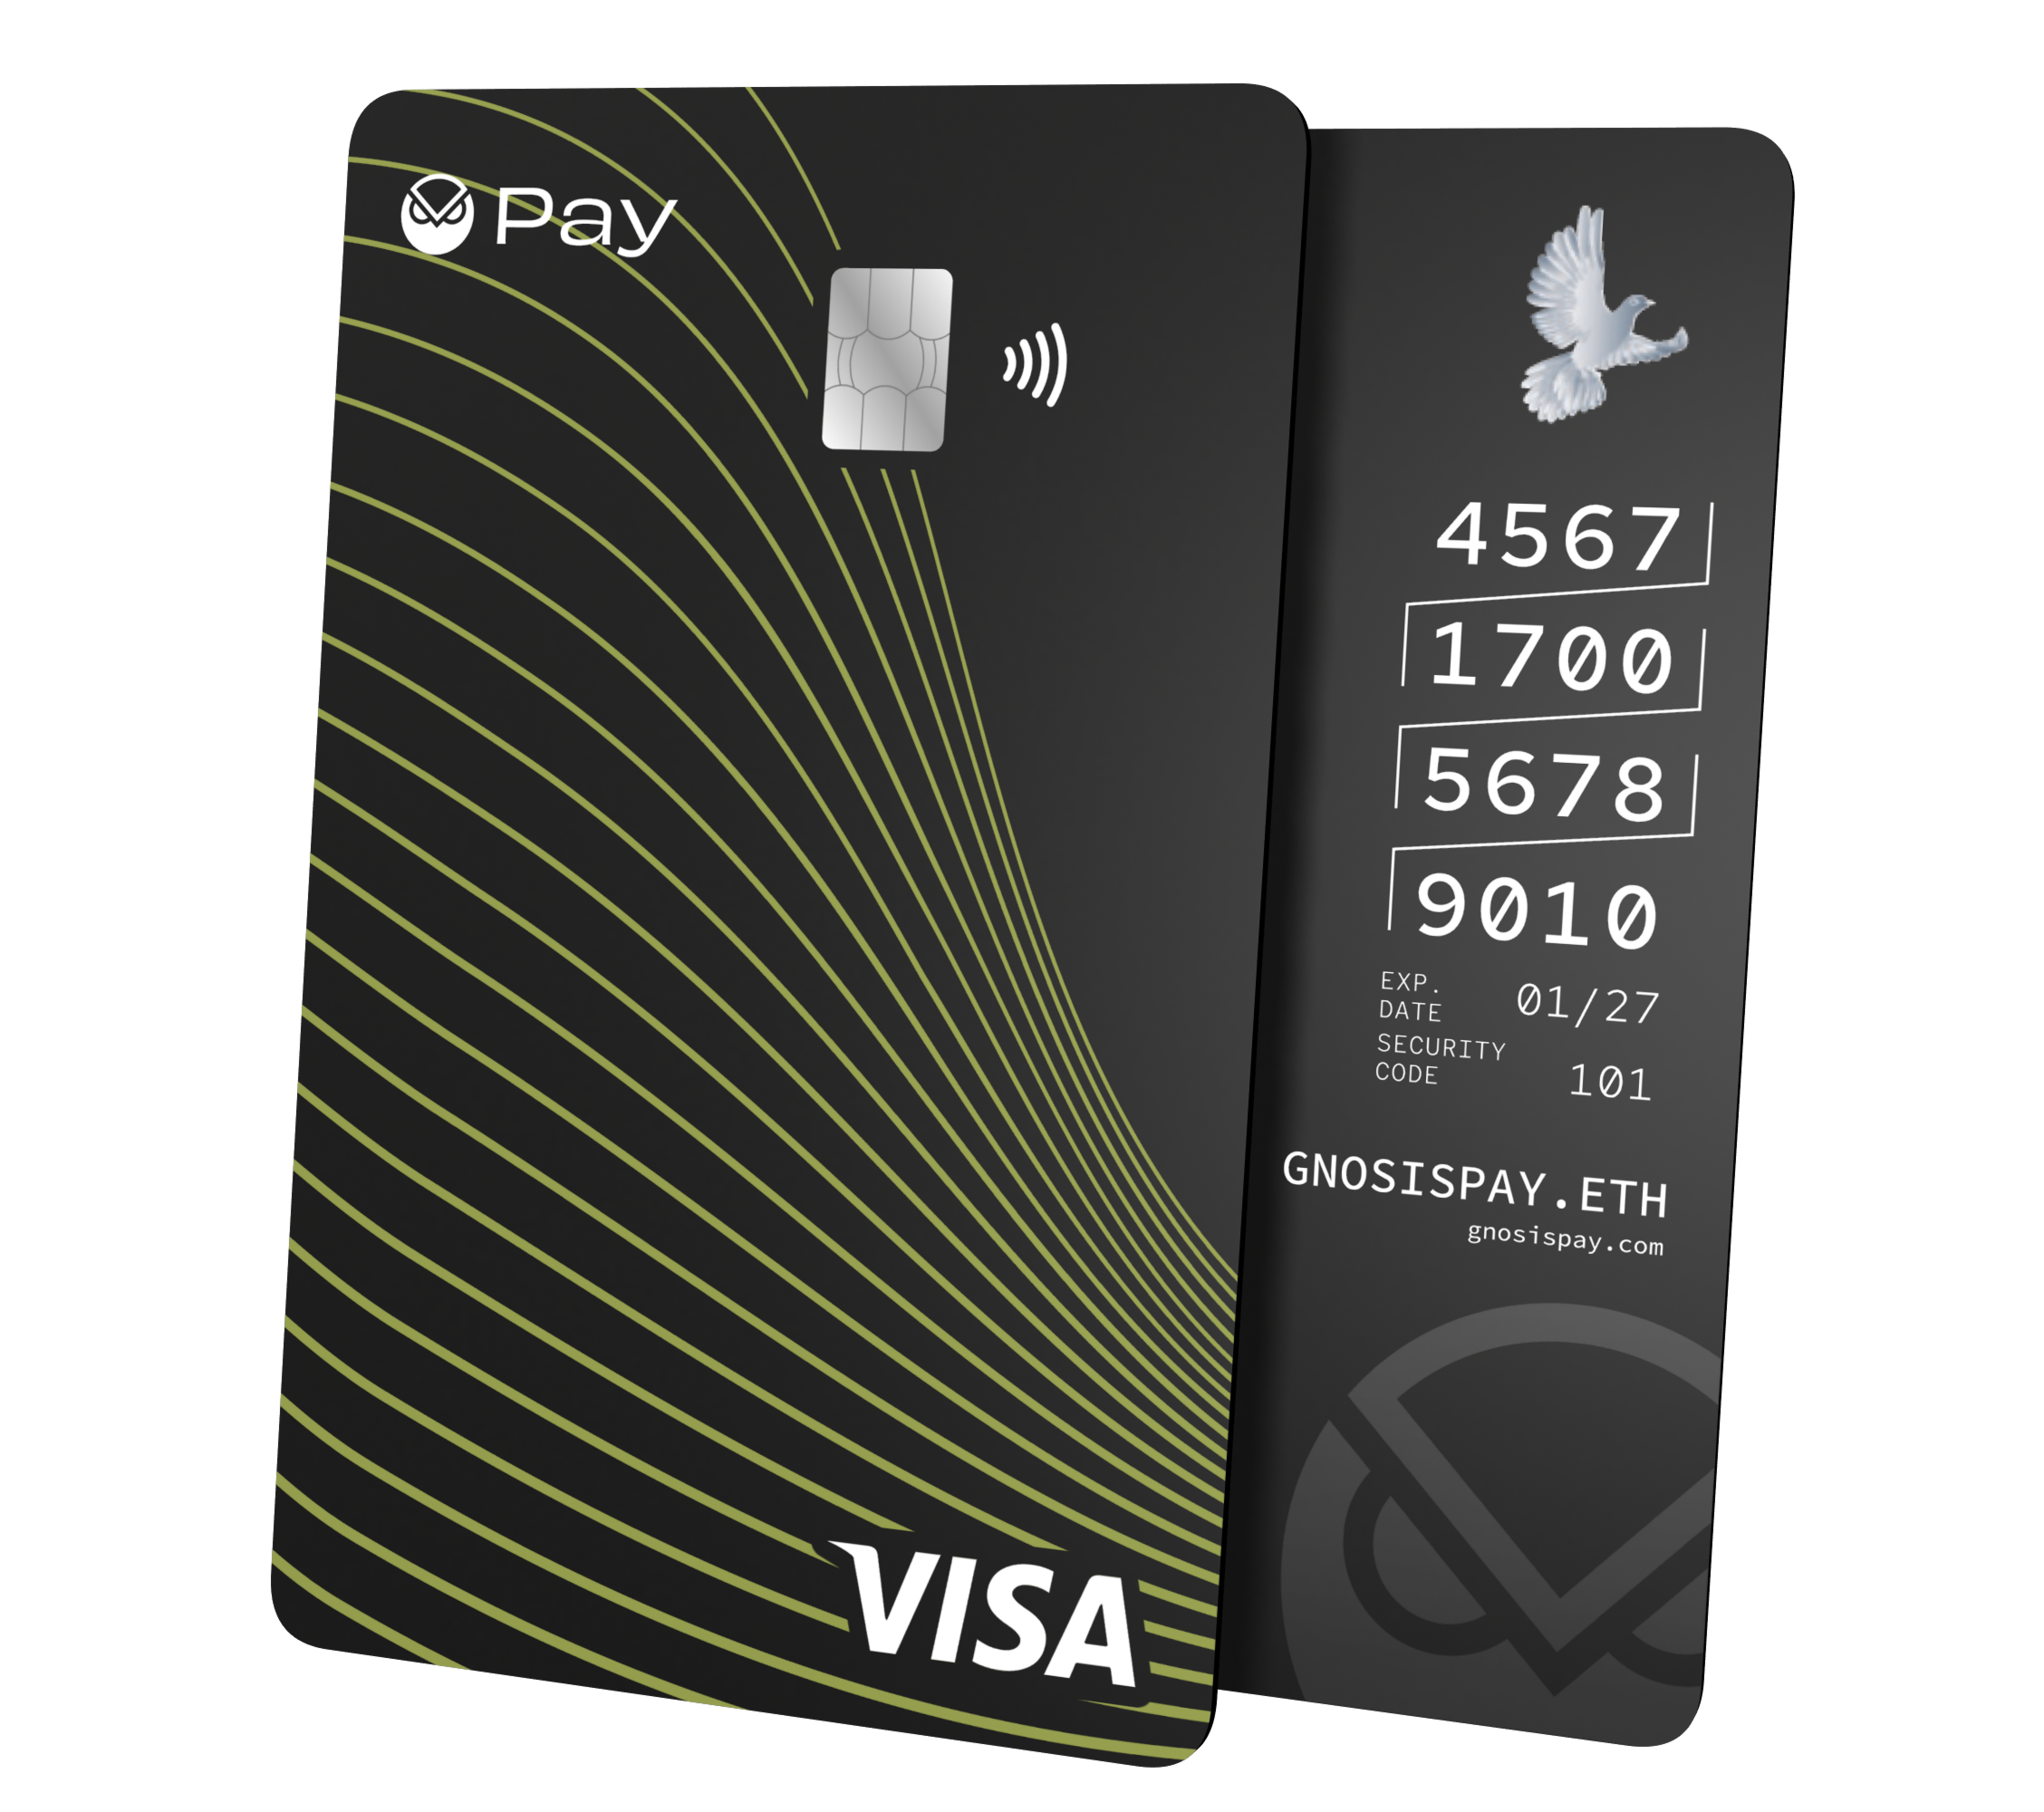 Pay
VISA
4567
1700
5678
9010
EXP.
DATE
01/27
SECURITY
CODE
101
GNOSISPAY.ETH
gnosispay.com